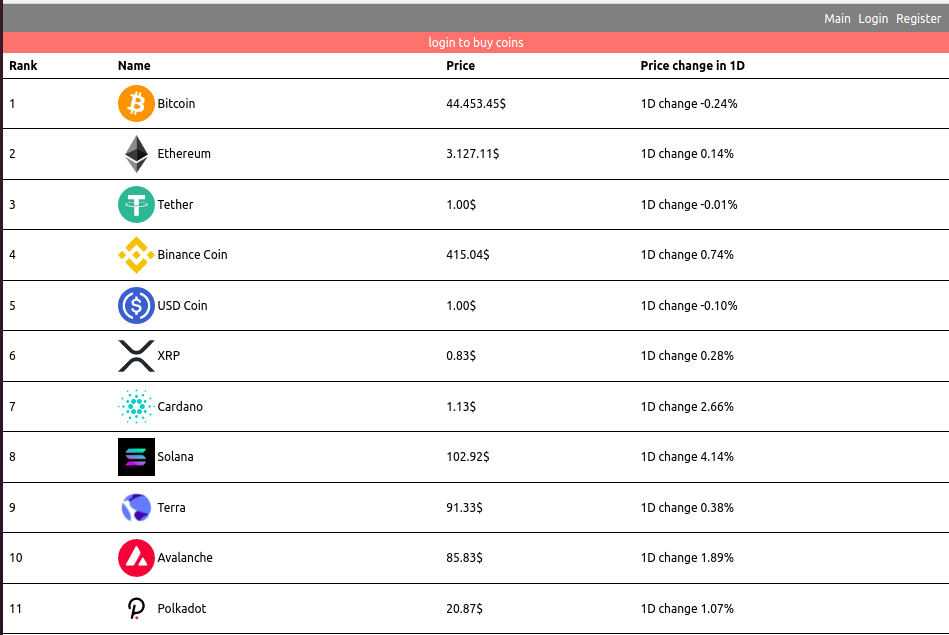 Main Login Register
login to buy coins
Rank Name Price Price change in 1D
1 Bitcoin 44.453.45$ 1D change -0.24%
2 Ethereum 3.127.11$ 1D change 0.14%
3 Tether 1.00$ 1D change -0.01%
4 Binance Coin 415.04$ 1D change 0.74%
5 USD Coin 1.00$ 1D change -0.10%
6 XRP 0.83$ 1D change 0.28%
7 Cardano 1.13$ 1D change 2.66%
8 Solana 102.92$ 1D change 4.14%
9 Terra 91.33$ 1D change 0.38%
10 Avalanche 85.83$ 1D change 1.89%
11 Polkadot 20.87$ 1D change 1.07%